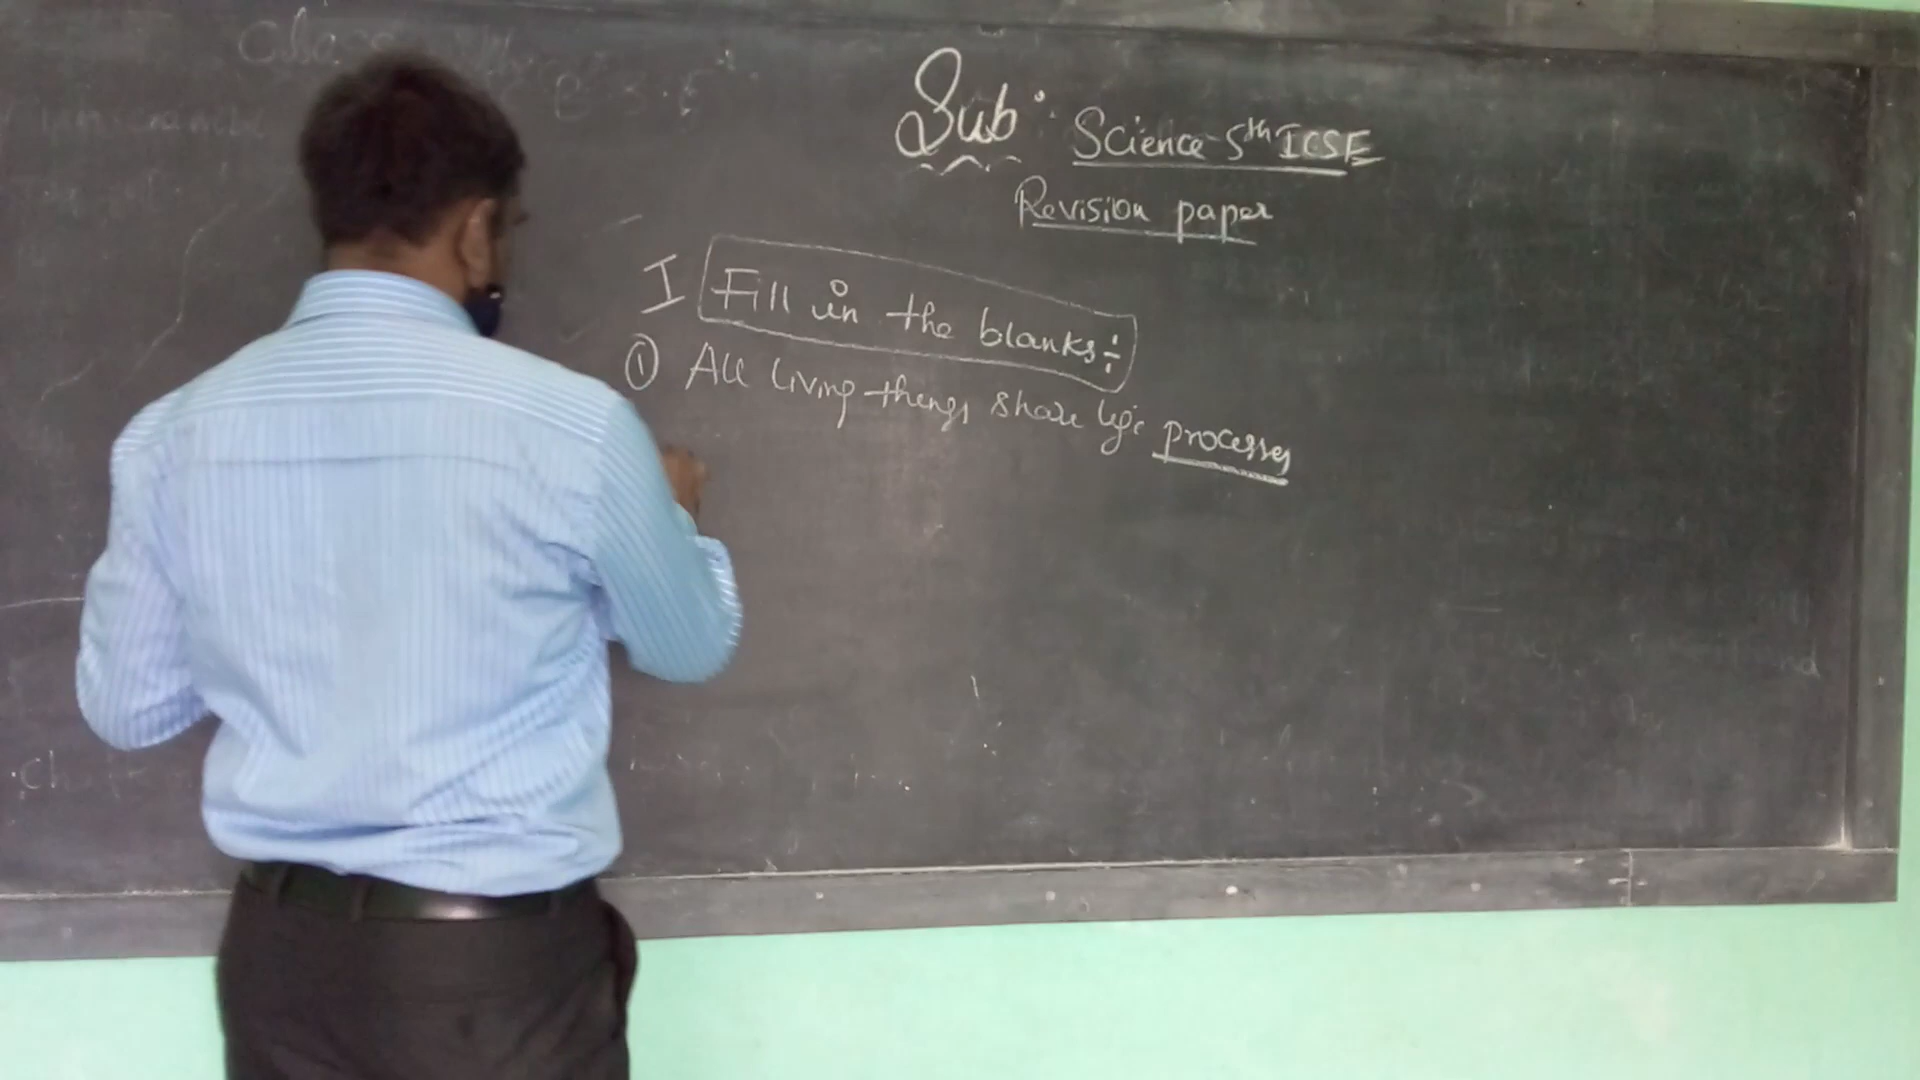 Sub: Science-5th ICSE
Revision paper
I Fill in the blanks:
① All living things share life processes